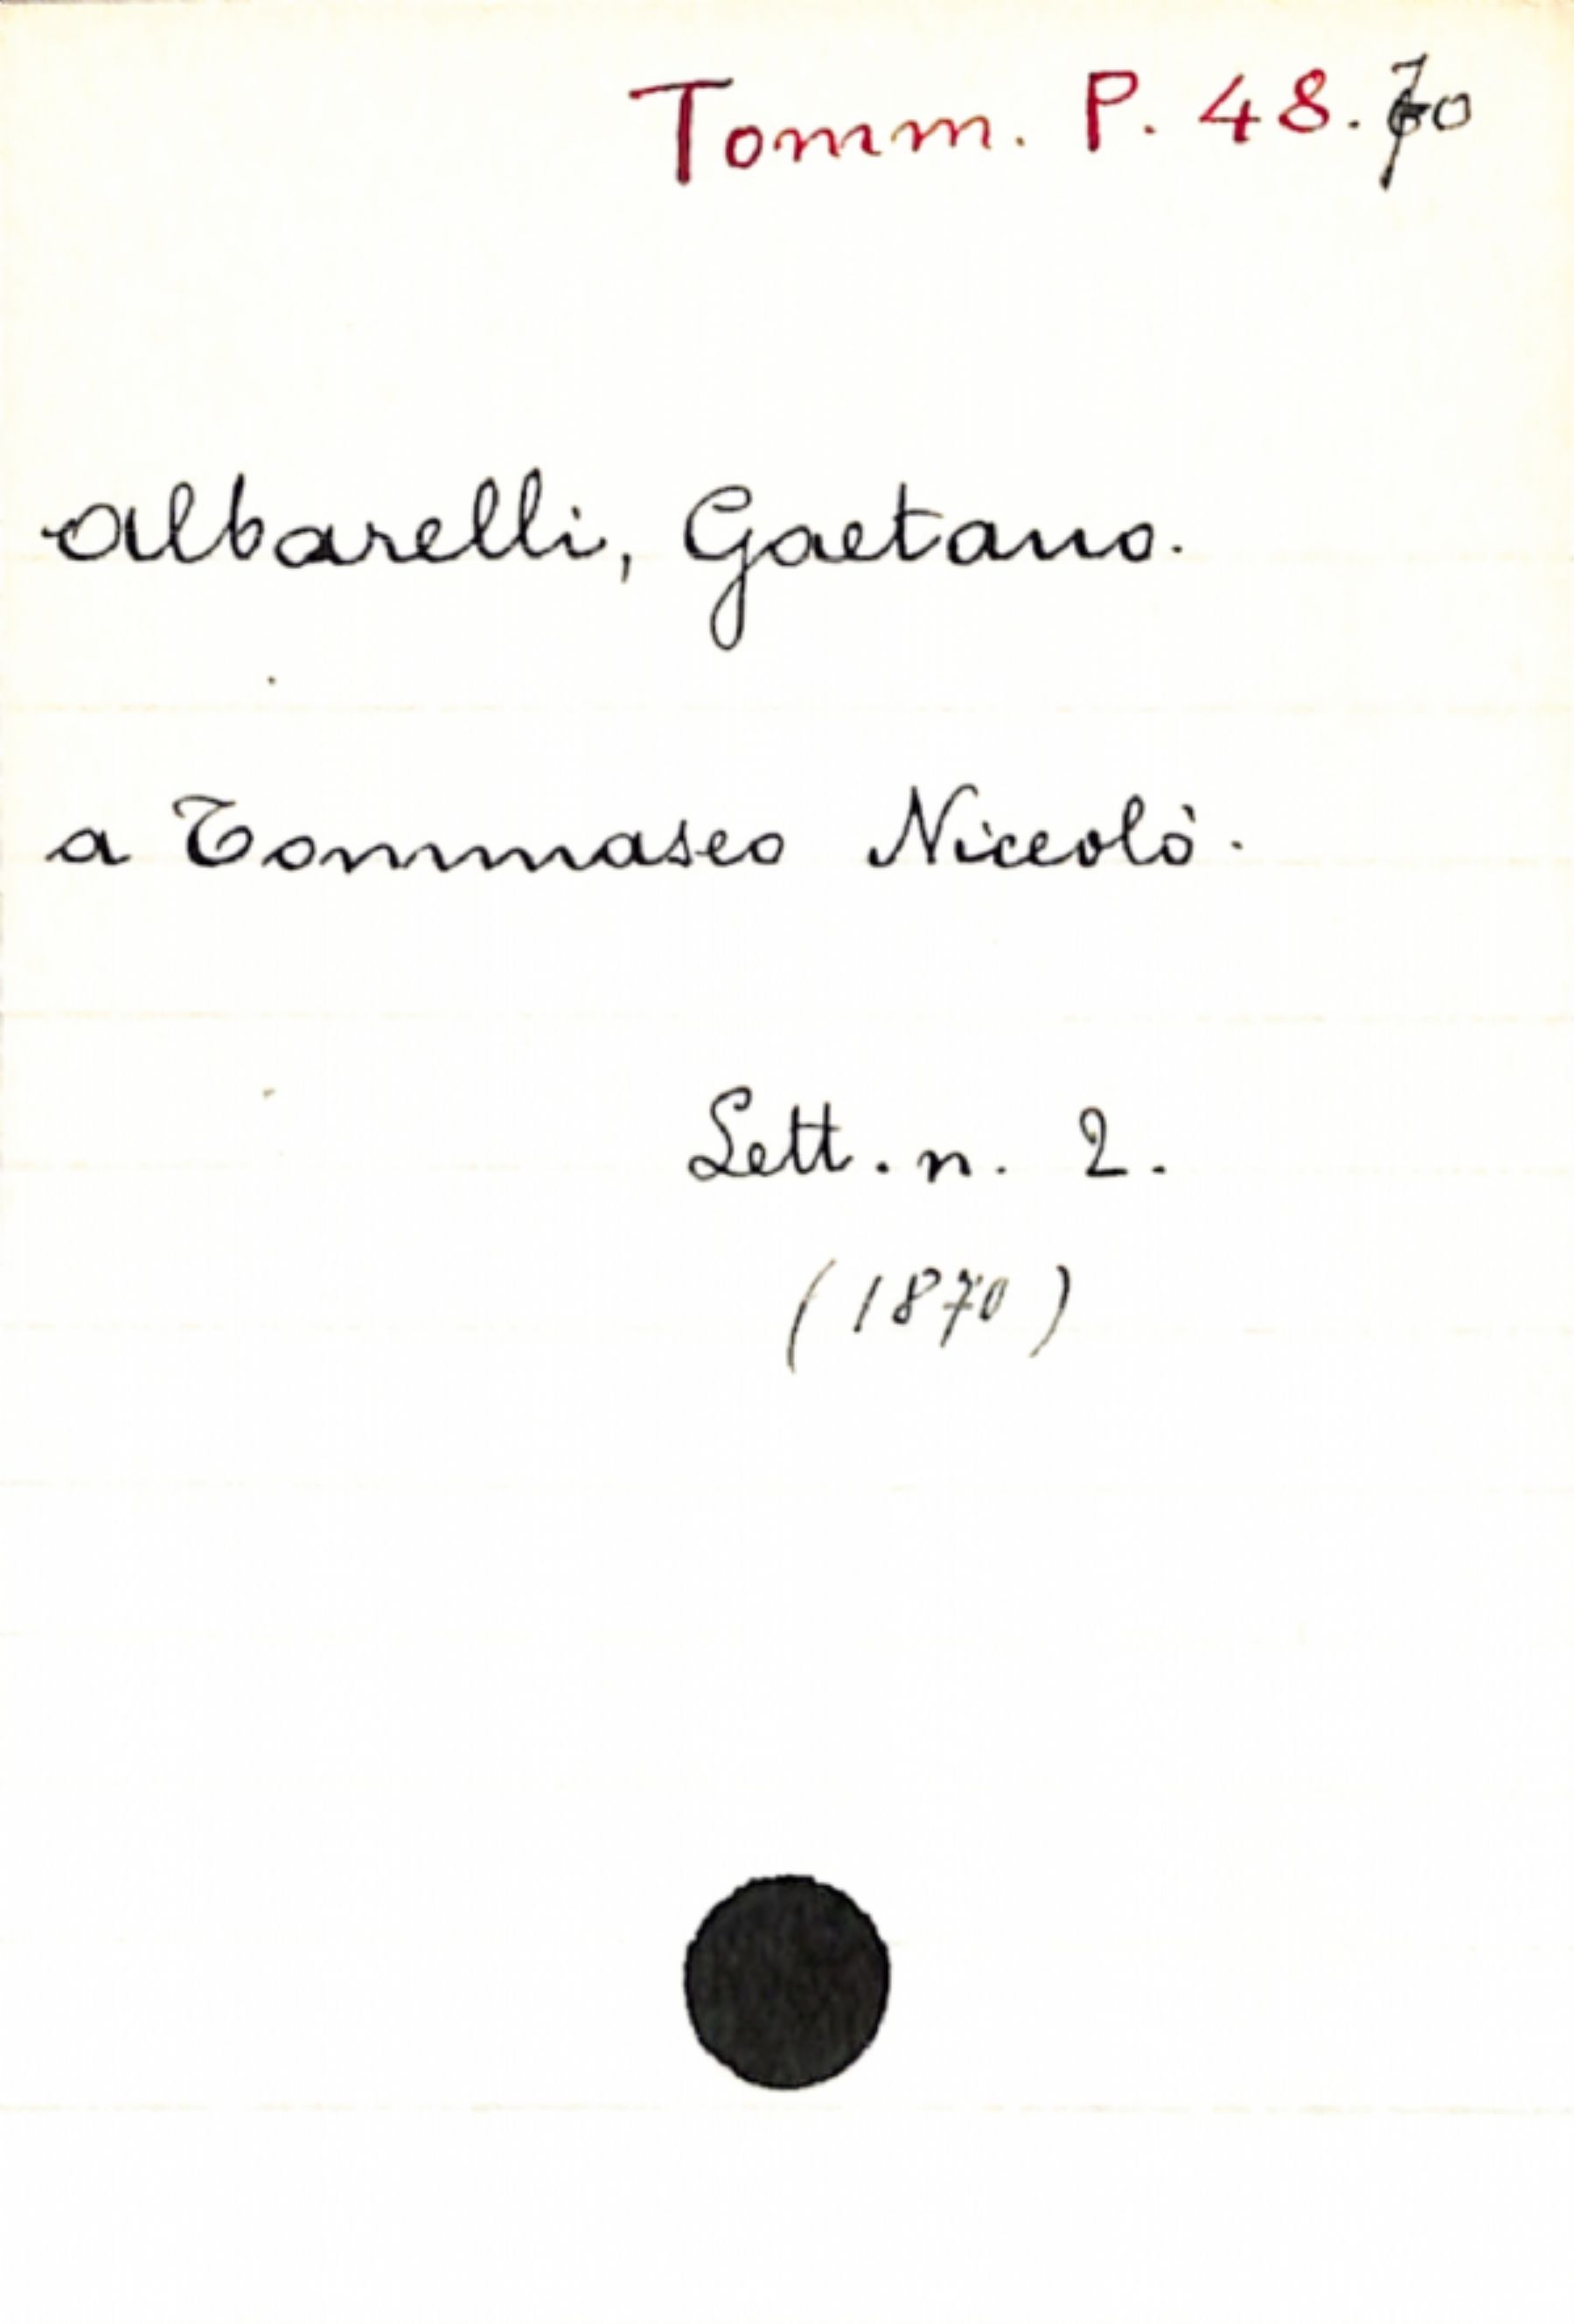 Tomm. P. 48. 70
Albarelli, Gaetano.
a Tommaseo Niccolò.
Lett. n. 2.
(1870)